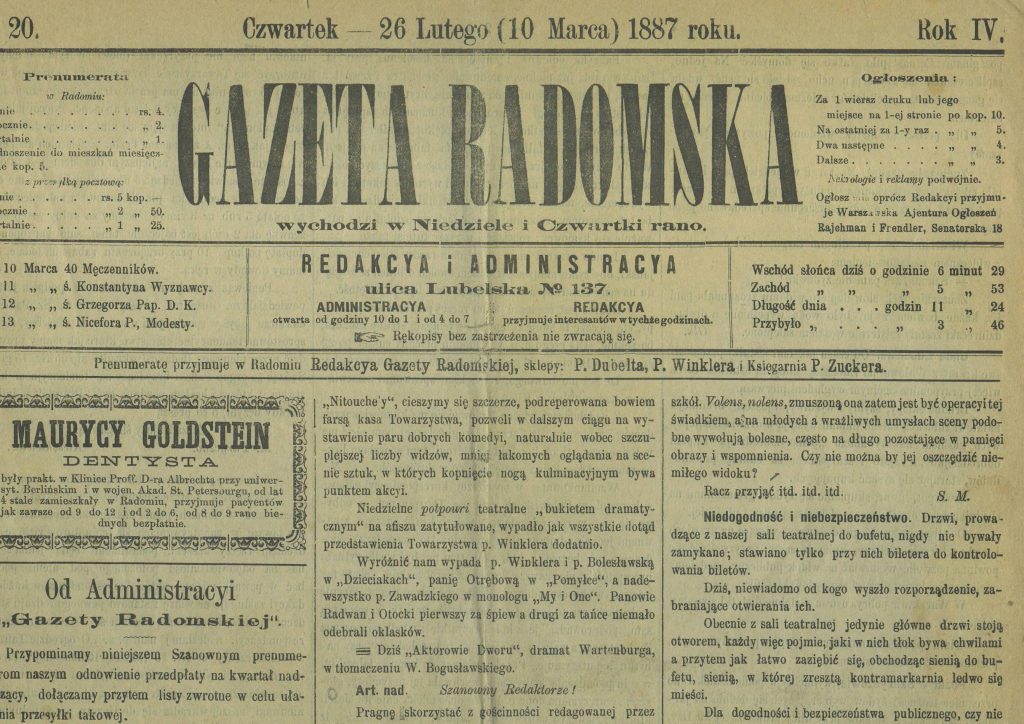 20.
Czwartek — 26 Lutego (10 Marca) 1887 roku.
Rok IV.
Prenumerata
w Radomiu:
nie . . . . . . . . . rs. 4.
ocznie. . . . . . . . „ 2.
talnie . . . . . . . „ 1.
dnoszenie do mieszkań miesięcz-
e kop. 5.
z przesyłką pocztową:
nie . . . . . . rs. 5 kop. —
ocznie . . . . . „ 2 „ 50.
talnie. . . . . „ 1 „ 25.
GAZETA RADOMSKA
wychodzi w Niedziele i Czwartki rano.
Ogłoszenia :
Za 1 wiersz druku lub jego
miejsce na 1-ej stronie po kop. 10.
Na ostatniej za 1-y raz . „ „ 5.
Dwa następne . . . . „ „ 4.
Dalsze . . . . . . . „ „ 3.
Nekrologie i reklamy podwójnie.
Ogłosz oprócz Redakcyi przyjmu-
je Warszawska Ajentura Ogłoszeń
Rajchman i Frendler, Senatorska 18
10 Marca 40 Męczenników.
11 „ „ ś. Konstantyna Wyznawcy.
12 „ „ ś. Grzegorza Pap. D. K.
13 „ „ ś. Nicefora P., Modesty.
REDAKCYA i ADMINISTRACYA
ulica Lubelska № 137.
ADMINISTRACYA
otwarta od godziny 10 do 1 i od 4 do 7
REDAKCYA
przyjmuje interesantów w tychże godzinach.
Rękopisy bez zastrzeżenia nie zwracają się.
Wschód słońca dziś o godzinie 6 minut 29
Zachód „ „ „ 5 „ 53
Długość dnia . . . godzin 11 „ 24
Przybyło „ . . . „ 3 „ 46
Prenumeratę przyjmuje w Radomiu Redakcya Gazety Radomskiej, sklepy: P. Dubelta, P. Winklera i Księgarnia P. Zuckera.
MAURYCY GOLDSTEIN
DENTYSTA
były prakt. w Klinice Proff. D-ra Albrechta przy uniwer-
syt. Berlińskim i w wojen. Akad. St. Petersburgu, od lat
4 stale zamieszkały w Radomiu, przyjmuje pacyentów
jak zawsze od 9 do 12 i od 2 do 6, od 8 do 9 rano bie-
dnych bezpłatnie.
Od Administracyi
„Gazety Radomskiej“.
Przypominamy niniejszem Szanownym prenume-
rom naszym odnowienie przedpłaty na kwartał nad-
zący, dołączamy przytem listy zwrotne w celu uła-
nia przesyłki takowej.
„Nitouche'y“, cieszymy się szczerze, podreperowana bowiem
farsą kasa Towarzystwa, pozwoli w dalszym ciągu na wy-
stawienie paru dobrych komedyj, naturalnie wobec szczu-
plejszej liczby widzów, mniej łakomych oglądania na sce-
nie sztuk, w których kopnięcie nogą kulminacyjnym bywa
punktem akcyi.
Niedzielne potpouri teatralne „bukietem dramaty-
cznym“ na afiszu zatytułowane, wypadło jak wszystkie dotąd
przedstawienia Towarzystwa p. Winklera dodatnio.
Wyróżnić nam wypada p. Winklera i p. Bolesławską
w „Dzieciakach“, panię Otrębową w „Pomyłce“, a nade-
wszystko p. Zawadzkiego w monologu „My i One“. Panowie
Radwan i Otocki pierwszy za śpiew a drugi za tańce niemało
odebrali oklasków.
Dziś „Aktorowie Dworu“, dramat Wartenburga,
w tłomaczeniu W. Bogusławskiego.
Art. nad. Szanowny Redaktorze !
Pragnę skorzystać z gościnności redagowanej przez
szkół. Volens, nolens, zmuszoną ona zatem jest być operacyi tej
świadkiem, a na młodych a wrażliwych umysłach sceny podo-
bne wywołują bolesne, często na długo pozostające w pamięci
obrazy i wspomnienia. Czy nie można by jej oszczędzić nie-
miłego widoku?
Racz przyjąć itd. itd. itd.
S. M.
Niedogodność i niebezpieczeństwo. Drzwi, prowa-
dzące z naszej sali teatralnej do bufetu, nigdy nie bywały
zamykane; stawiano tylko przy nich biletera do kontrolo-
wania biletów.
Dziś, niewiadomo od kogo wyszło rozporządzenie, za-
braniające otwierania ich.
Obecnie z sali teatralnej jedynie główne drzwi stoją
otworem, każdy więc pojmie, jaki w nich tłok bywa chwilami
a przytem jak łatwo zaziębić się, obchodząc sienią do bu-
fetu, sienią, w której zresztą kontramarkarnia ledwo się
mieści.
Dla dogodności i bezpieczeństwa publicznego, czy nie